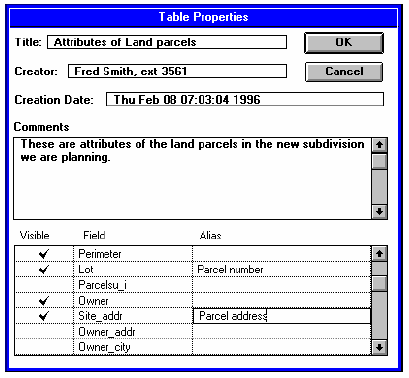 Table Properties
Title: Attributes of Land parcels
OK
Creator: Fred Smith, ext 3561
Cancel
Creation Date: Thu Feb 08 07:03:04 1996
Comments
These are attributes of the land parcels in the new subdivision
we are planning.
Visible Field Alias
✓ Perimeter
✓ Lot Parcel number
Parcelsu_i
✓ Owner
✓ Site_addr Parcel address
Owner_addr
Owner_city